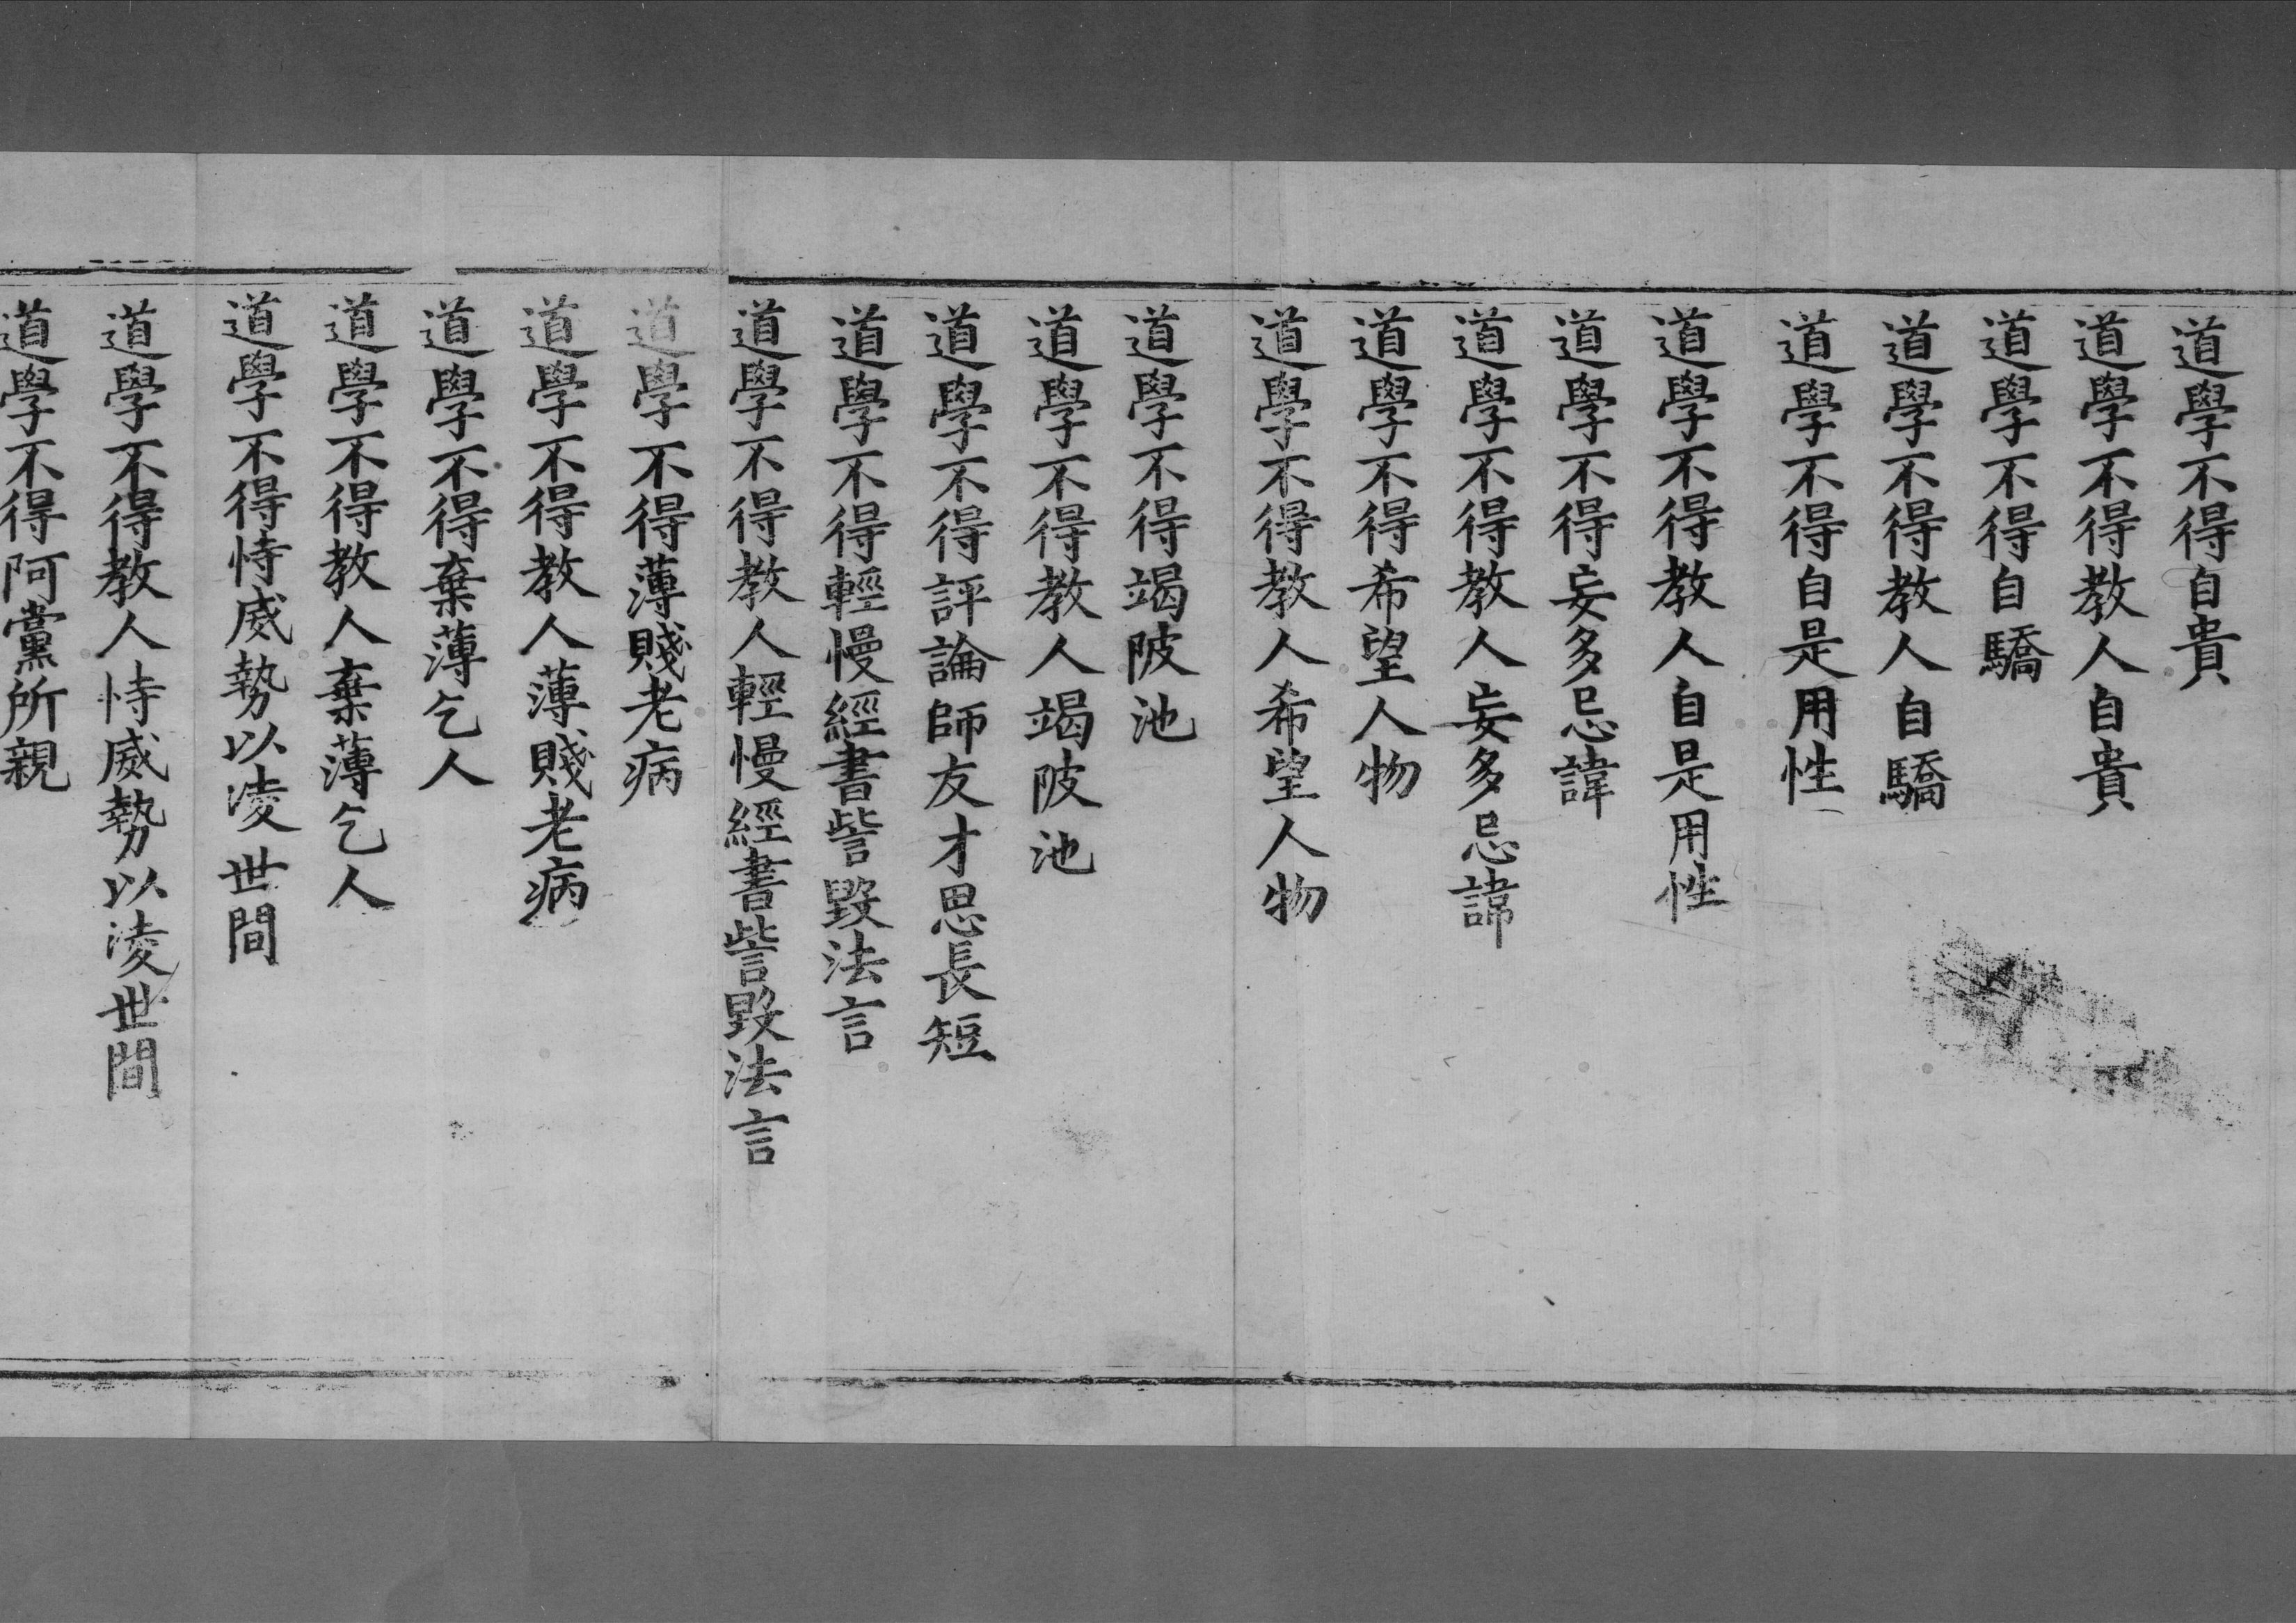 道學不得自貴
道學不得教人自貴
道學不得自驕
道學不得教人自驕
道學不得自是用性
道學不得教人自是用性
道學不得妄多忌諱
道學不得教人妄多忌諱
道學不得希望人物
道學不得教人希望人物
道學不得竭陂池
道學不得教人竭陂池
道學不得評論師友才思長短
道學不得輕慢經書訾毀法言
道學不得教人輕慢經書訾毀法言
道學不得薄賤老病
道學不得教人薄賤老病
道學不得棄薄乞人
道學不得教人棄薄乞人
道學不得恃威勢以凌世間
道學不得教人恃威勢以凌世間
道學不得阿黨所親